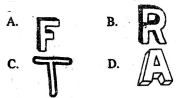 A. F B. R
C. T D. A